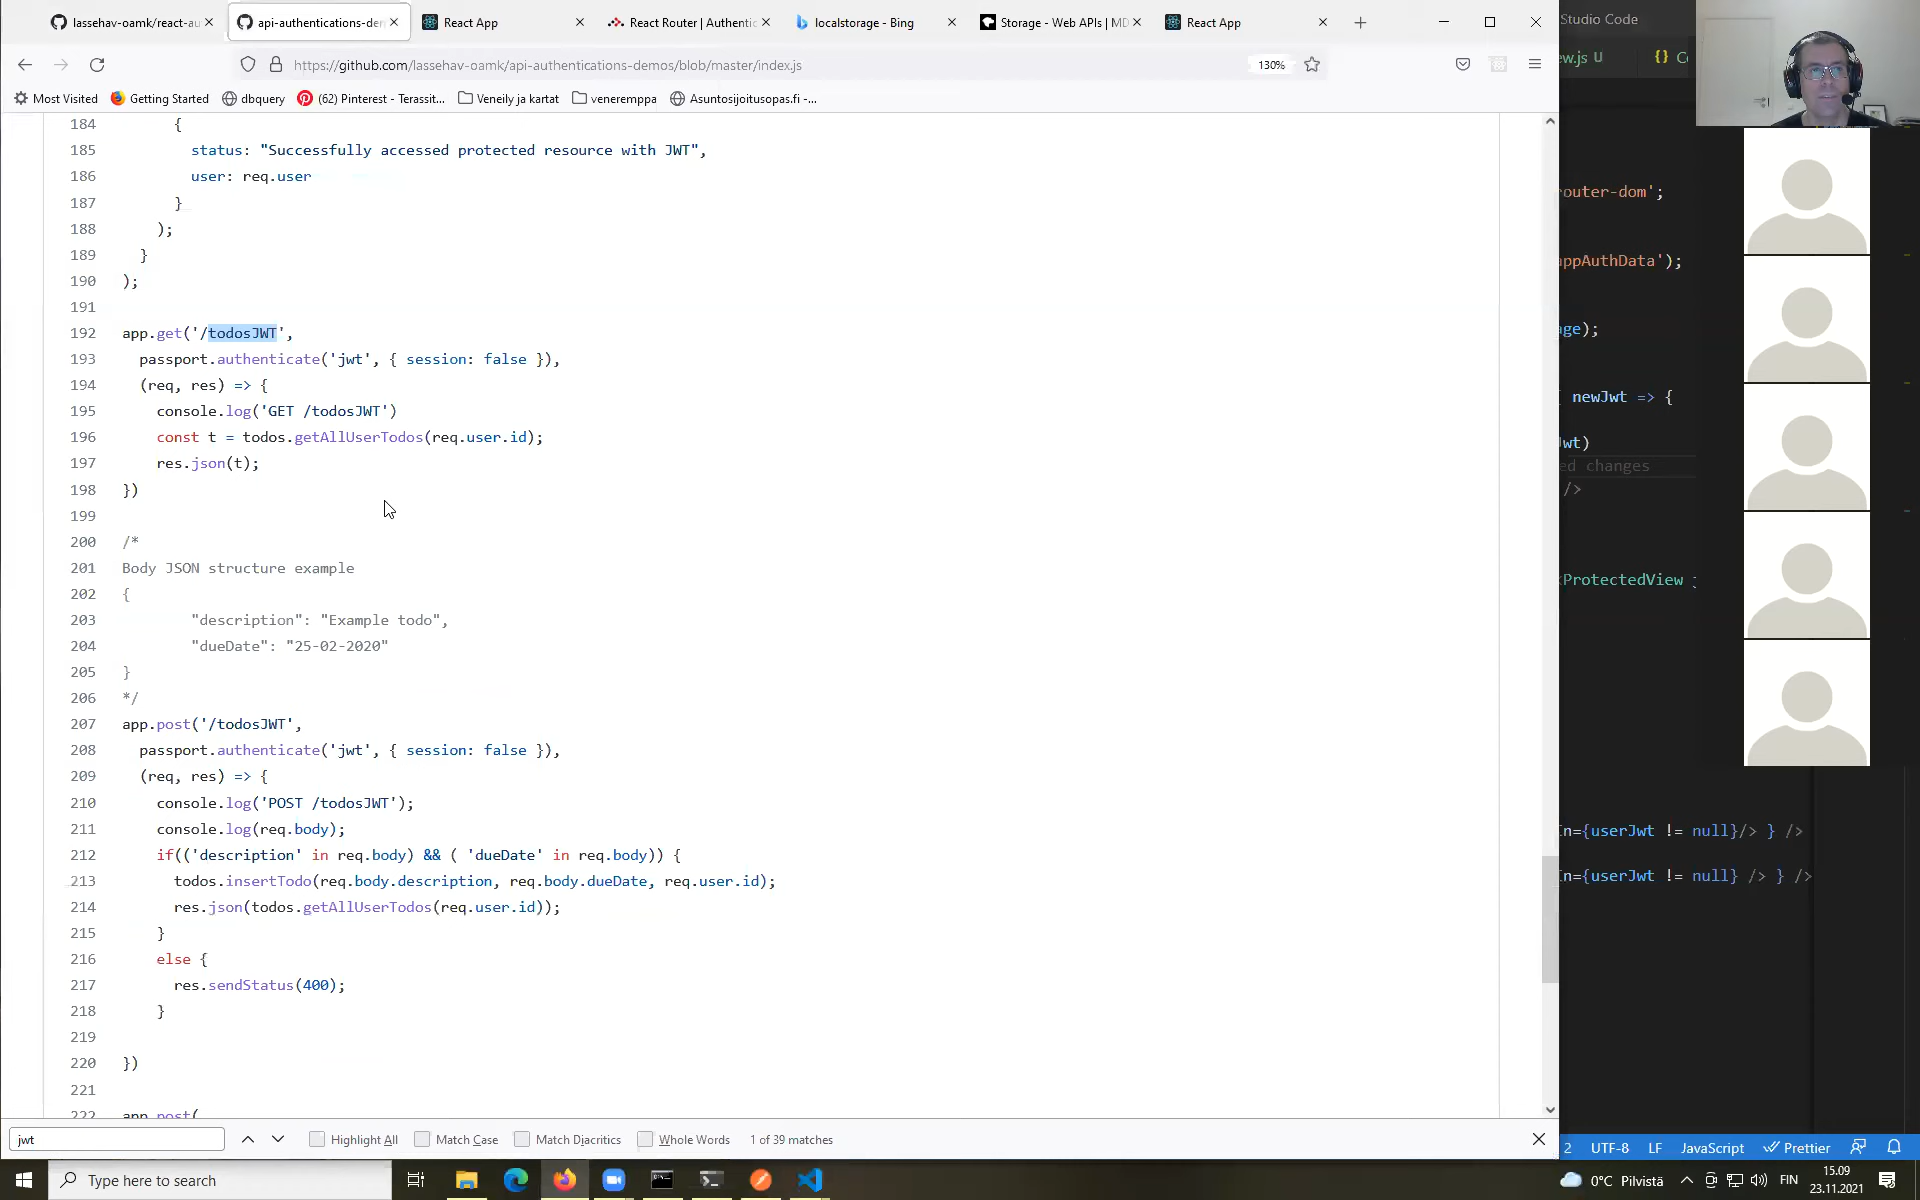 lassehav-oamk/react-au
api-authentications-de
React App
React Router | Authenti
localstorage - Bing
Storage - Web APIs | MD
React App
Studio Code
https://github.com/lassehav-oamk/api-authentications-demos/blob/master/index.js
130%
Most Visited
Getting Started
dbquery
(62) Pinterest - Terassit...
Veneily ja kartat
veneremppa
Asuntosijoitusopas.fi -...
184 {
185 status: "Successfully accessed protected resource with JWT",
186 user: req.user
187 }
188 );
189 }
190 );
191
192 app.get('/todosJWT',
193 passport.authenticate('jwt', { session: false }),
194 (req, res) => {
195 console.log('GET /todosJWT')
196 const t = todos.getAllUserTodos(req.user.id);
197 res.json(t);
198 })
199
200 /*
201 Body JSON structure example
202 {
203 "description": "Example todo",
204 "dueDate": "25-02-2020"
205 }
206 */
207 app.post('/todosJWT',
208 passport.authenticate('jwt', { session: false }),
209 (req, res) => {
210 console.log('POST /todosJWT');
211 console.log(req.body);
212 if(('description' in req.body) && ( 'dueDate' in req.body)) {
213 todos.insertTodo(req.body.description, req.body.dueDate, req.user.id);
214 res.json(todos.getAllUserTodos(req.user.id));
215 }
216 else {
217 res.sendStatus(400);
218 }
219
220 })
221
222 app.post(
ew.js U
{} C
router-dom';
appAuthData');
age);
newJwt => {
Jwt)
ed changes
/>
<ProtectedView j
In={userJwt != null}/> } />
In={userJwt != null} /> } />
jwt
Highlight All
Match Case
Match Diacritics
Whole Words
1 of 39 matches
2 UTF-8 LF JavaScript Prettier
Type here to search
0°C Pilvistä
FIN
15.09
23.11.2021